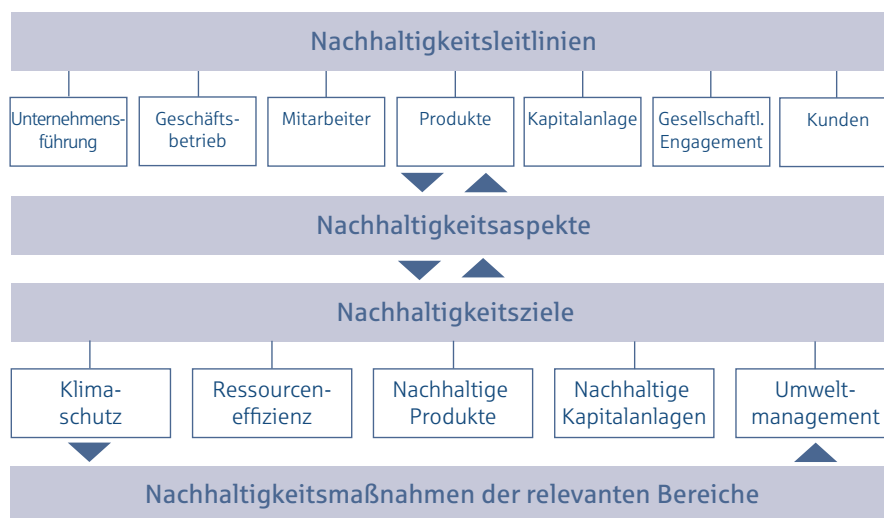 Nachhaltigkeitsleitlinien
Unternehmens-
führung
Geschäfts-
betrieb
Mitarbeiter
Produkte
Kapitalanlage
Gesellschaftl.
Engagement
Kunden
Nachhaltigkeitsaspekte
Nachhaltigkeitsziele
Klima-
schutz
Ressourcen-
effizienz
Nachhaltige
Produkte
Nachhaltige
Kapitalanlagen
Umwelt-
management
Nachhaltigkeitsmaßnahmen der relevanten Bereiche